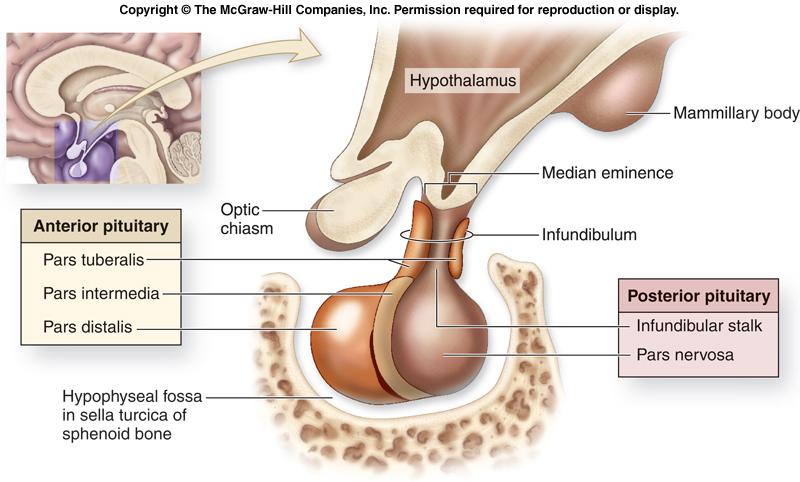 Copyright © The McGraw-Hill Companies, Inc. Permission required for reproduction or display.
Hypothalamus
Mammillary body
Median eminence
Optic
chiasm
Infundibulum
Anterior pituitary
Pars tuberalis
Pars intermedia
Pars distalis
Posterior pituitary
Infundibular stalk
Pars nervosa
Hypophyseal fossa
in sella turcica of
sphenoid bone